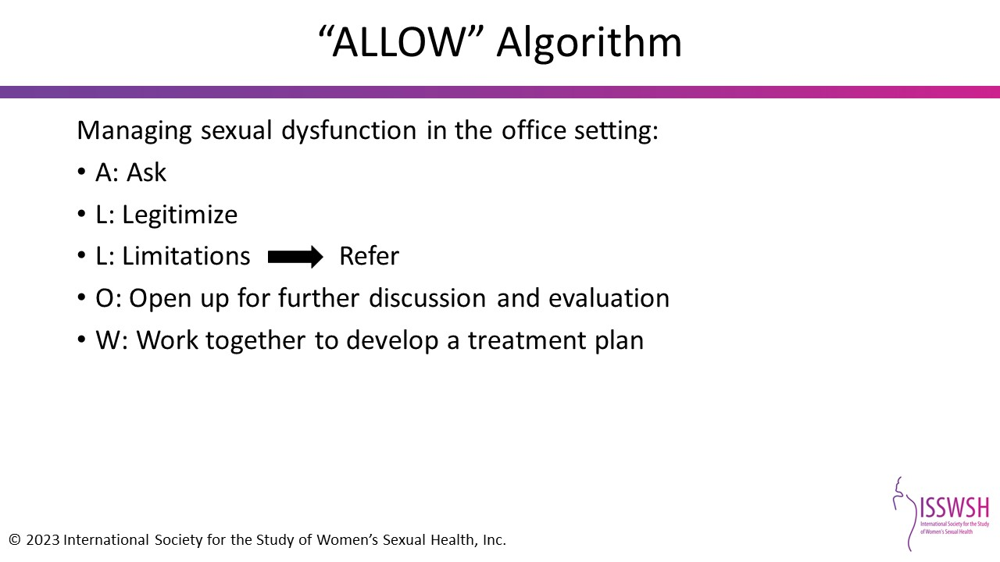 “ALLOW” Algorithm
Managing sexual dysfunction in the office setting:
• A: Ask
• L: Legitimize
• L: Limitations Refer
• O: Open up for further discussion and evaluation
• W: Work together to develop a treatment plan
ISSWSH
International Society for the Study
of Women's Sexual Health
© 2023 International Society for the Study of Women’s Sexual Health, Inc.